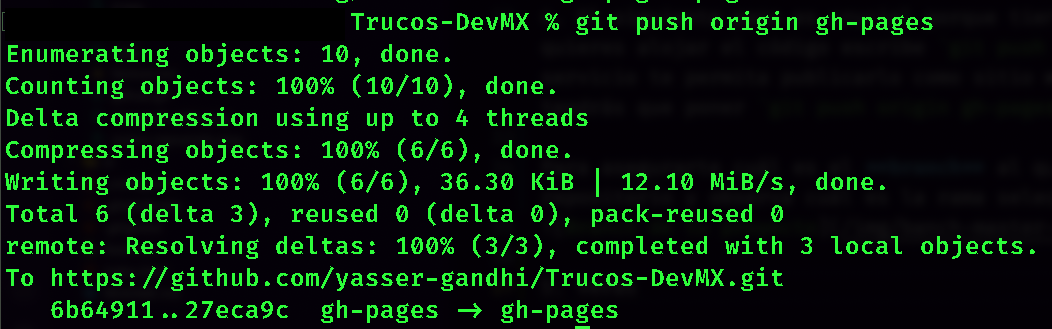 Trucos-DevMX % git push origin gh-pages
Enumerating objects: 10, done.
Counting objects: 100% (10/10), done.
Delta compression using up to 4 threads
Compressing objects: 100% (6/6), done.
Writing objects: 100% (6/6), 36.30 KiB | 12.10 MiB/s, done.
Total 6 (delta 3), reused 0 (delta 0), pack-reused 0
remote: Resolving deltas: 100% (3/3), completed with 3 local objects.
To https://github.com/yasser-gandhi/Trucos-DevMX.git
6b64911..27eca9c gh-pages -> gh-pages